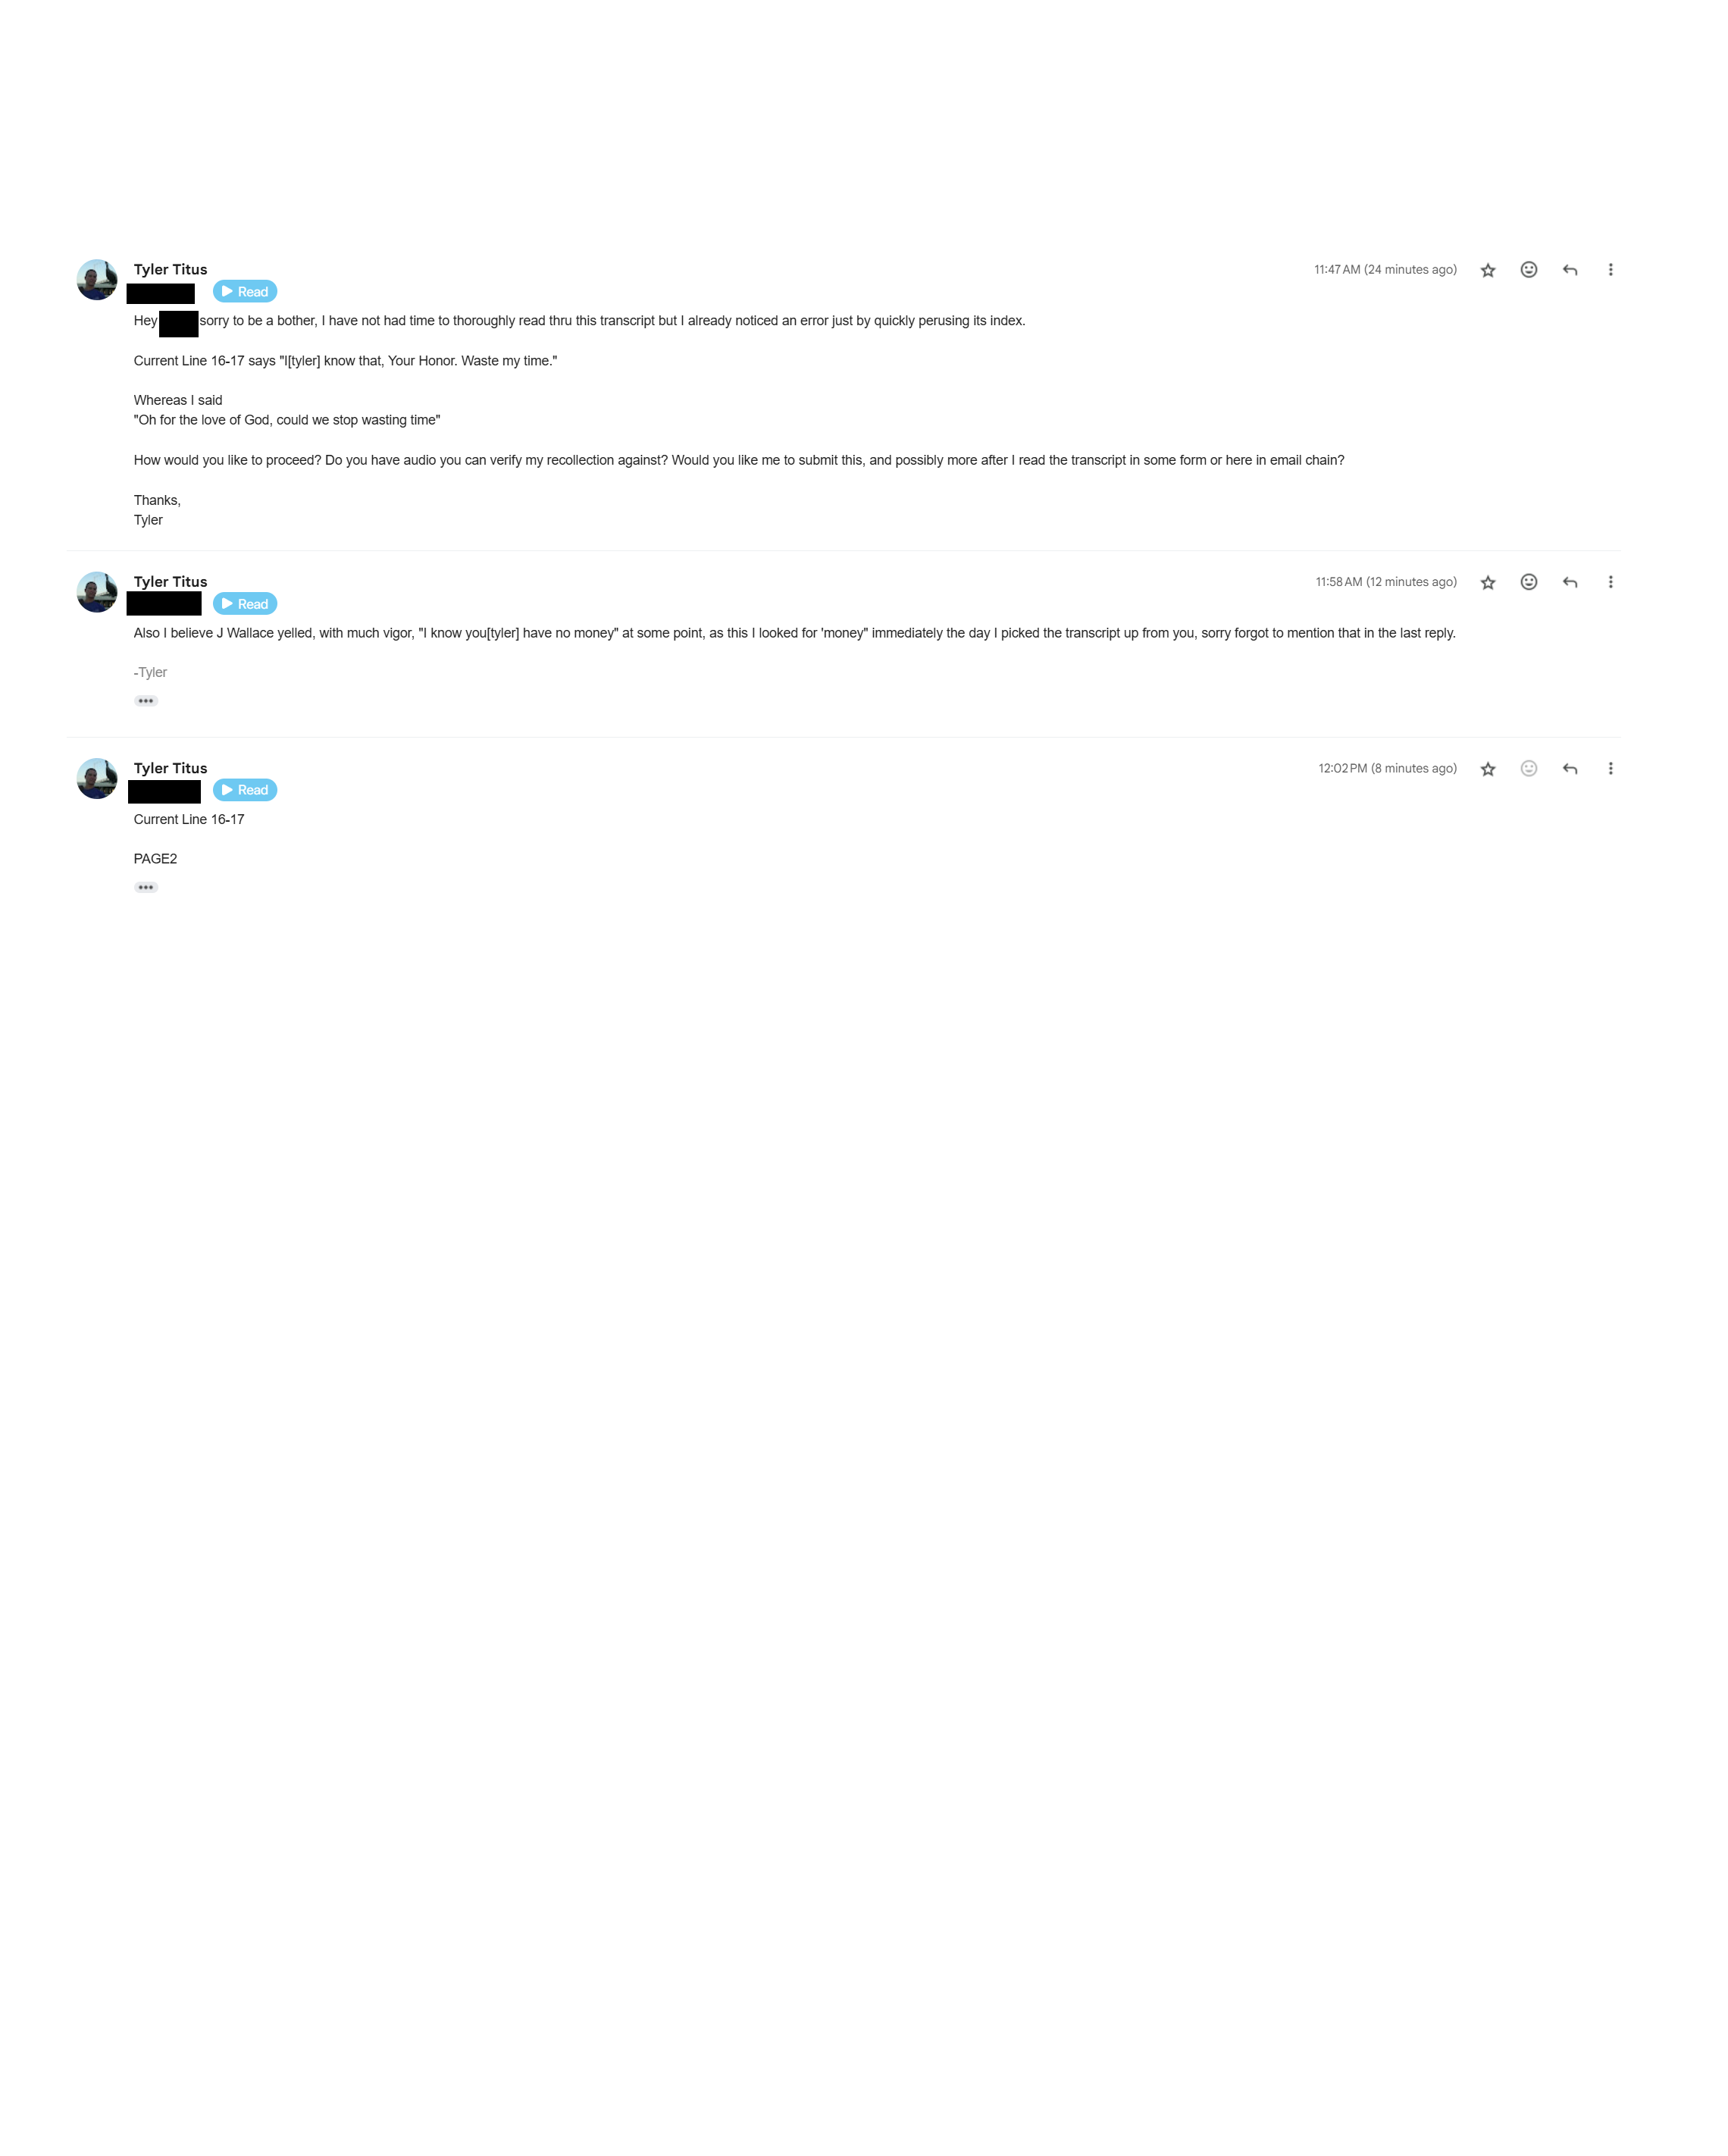 Tyler Titus
11:47 AM (24 minutes ago)
Read
Hey sorry to be a bother, I have not had time to thoroughly read thru this transcript but I already noticed an error just by quickly perusing its index.
Current Line 16-17 says "I[tyler] know that, Your Honor. Waste my time."
Whereas I said
"Oh for the love of God, could we stop wasting time"
How would you like to proceed? Do you have audio you can verify my recollection against? Would you like me to submit this, and possibly more after I read the transcript in some form or here in email chain?
Thanks,
Tyler
Tyler Titus
11:58 AM (12 minutes ago)
Read
Also I believe J Wallace yelled, with much vigor, "I know you[tyler] have no money" at some point, as this I looked for 'money" immediately the day I picked the transcript up from you, sorry forgot to mention that in the last reply.
-Tyler
Tyler Titus
12:02 PM (8 minutes ago)
Read
Current Line 16-17
PAGE2